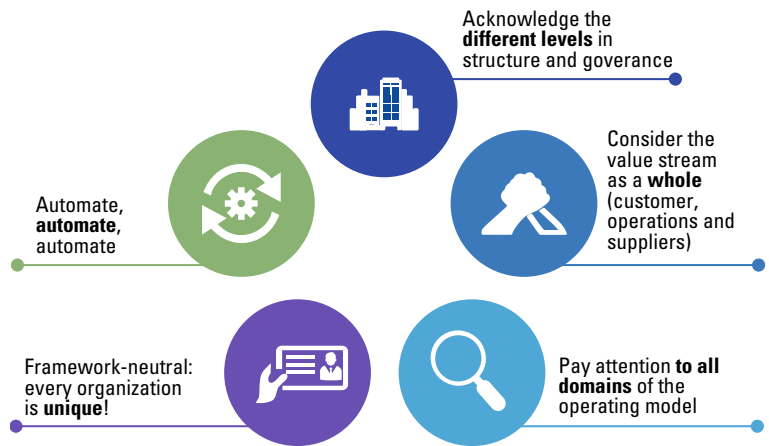 Acknowledge the
different levels in
structure and goverance
Consider the
value stream
as a whole
(customer,
operations and
suppliers)
Automate,
automate,
automate
Framework-neutral:
every organization
is unique!
Pay attention to all
domains of the
operating model